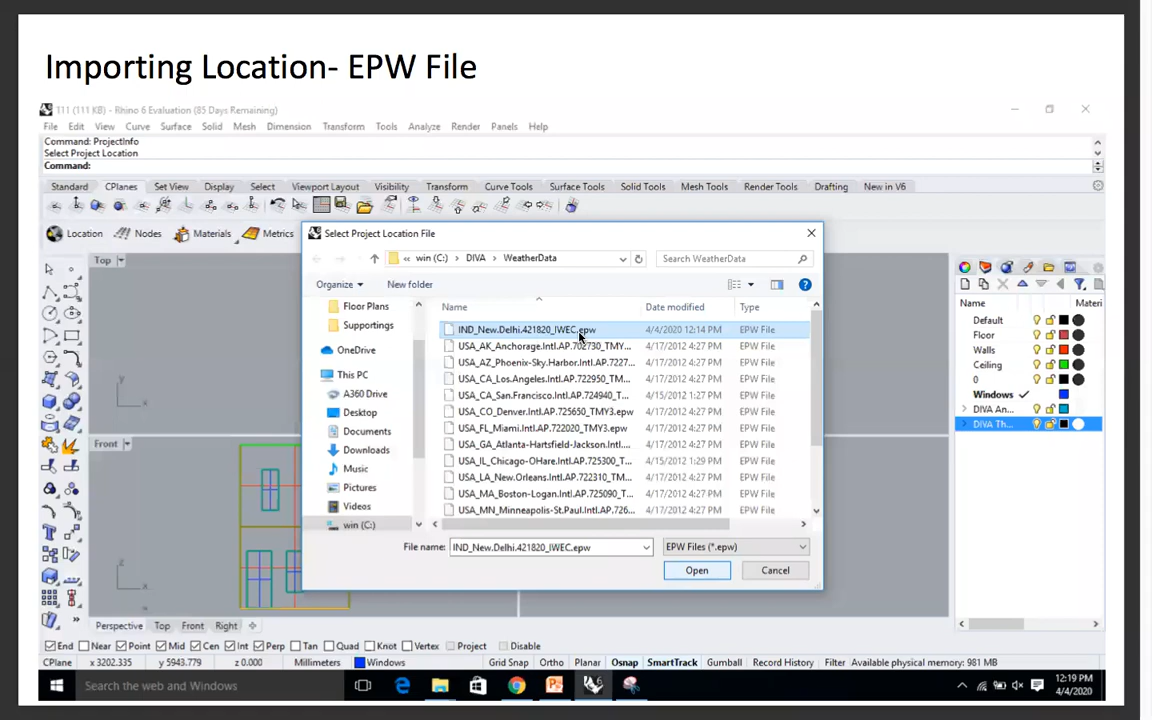 Importing Location- EPW File
111 (111 KB) - Rhino 6 Evaluation (85 Days Remaining)
File Edit View Curve Surface Solid Mesh Dimension Transform Tools Analyze Render Panels Help
Command: ProjectInfo
Select Project Location
Command:
Standard CPlanes Set View Display Select Viewport Layout Visibility Transform Curve Tools Surface Tools Solid Tools Mesh Tools Render Tools Drafting New in V6
Location Nodes Materials Metrics
Select Project Location File
« win (C:) › DIVA › WeatherData
Search WeatherData
Organize New folder
Top
Floor Plans
Supportings
OneDrive
This PC
A360 Drive
Desktop
Documents
Downloads
Music
Pictures
Videos
win (C:)
Name Date modified Type
IND_New.Delhi.421820_IWEC.epw 4/4/2020 12:14 PM EPW File
USA_AK_Anchorage.Intl.AP.702730_TMY... 4/17/2012 4:27 PM EPW File
USA_AZ_Phoenix-Sky.Harbor.Intl.AP.7227... 4/17/2012 4:27 PM EPW File
USA_CA_Los.Angeles.Intl.AP.722950_TM... 4/17/2012 4:27 PM EPW File
USA_CA_San.Francisco.Intl.AP.724940_T... 4/15/2012 1:27 PM EPW File
USA_CO_Denver.Intl.AP.725650_TMY3.epw 4/17/2012 4:27 PM EPW File
USA_FL_Miami.Intl.AP.722020_TMY3.epw 4/17/2012 4:27 PM EPW File
USA_GA_Atlanta-Hartsfield-Jackson.Intl.... 4/17/2012 4:27 PM EPW File
USA_IL_Chicago-OHare.Intl.AP.725300_T... 4/15/2012 1:29 PM EPW File
USA_LA_New.Orleans.Intl.AP.722310_TM... 4/17/2012 4:27 PM EPW File
USA_MA_Boston-Logan.Intl.AP.725090_T... 4/17/2012 4:27 PM EPW File
USA_MN_Minneapolis-St.Paul.Intl.AP.726... 4/17/2012 4:27 PM EPW File
File name: IND_New.Delhi.421820_IWEC.epw EPW Files (*.epw)
Open Cancel
Name Materi
Default
Floor
Walls
Ceiling
0
Windows
DIVA An...
DIVA Th...
Front
y
x
z
x
Perspective Top Front Right
End Near Point Mid Cen Int Perp Tan Quad Knot Vertex Project Disable
CPlane x 3202.335 y 5943.779 z 0.000 Millimeters Windows Grid Snap Ortho Planar Osnap SmartTrack Gumball Record History Filter Available physical memory: 981 MB
Search the web and Windows
12:19 PM
4/4/2020